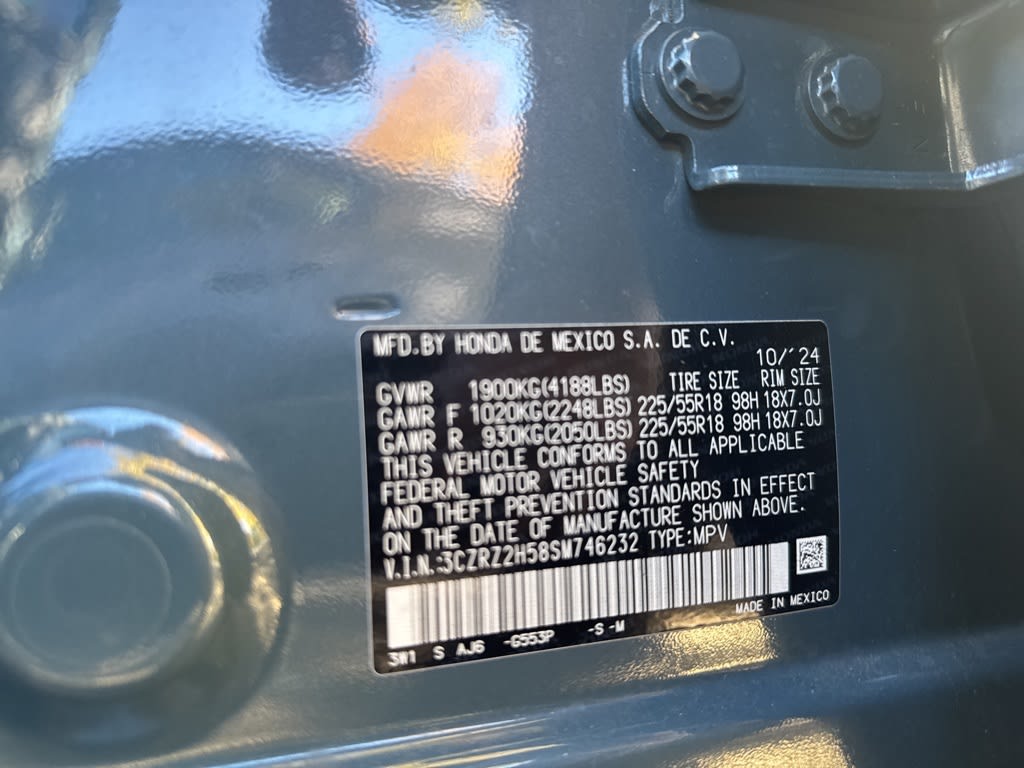 MFD.BY HONDA DE MEXICO S.A. DE C.V.
10/'24
TIRE SIZE RIM SIZE
GVWR 1900KG(4188LBS)
GAWR F 1020KG(2248LBS) 225/55R18 98H 18X7.0J
GAWR R 930KG(2050LBS) 225/55R18 98H 18X7.0J
THIS VEHICLE CONFORMS TO ALL APPLICABLE
FEDERAL MOTOR VEHICLE SAFETY
AND THEFT PREVENTION STANDARDS IN EFFECT
ON THE DATE OF MANUFACTURE SHOWN ABOVE.
V.I.N.:3CZRZ2H58SM746232 TYPE:MPV
MADE IN MEXICO
3W1 S AJ6 -G553P -S -M